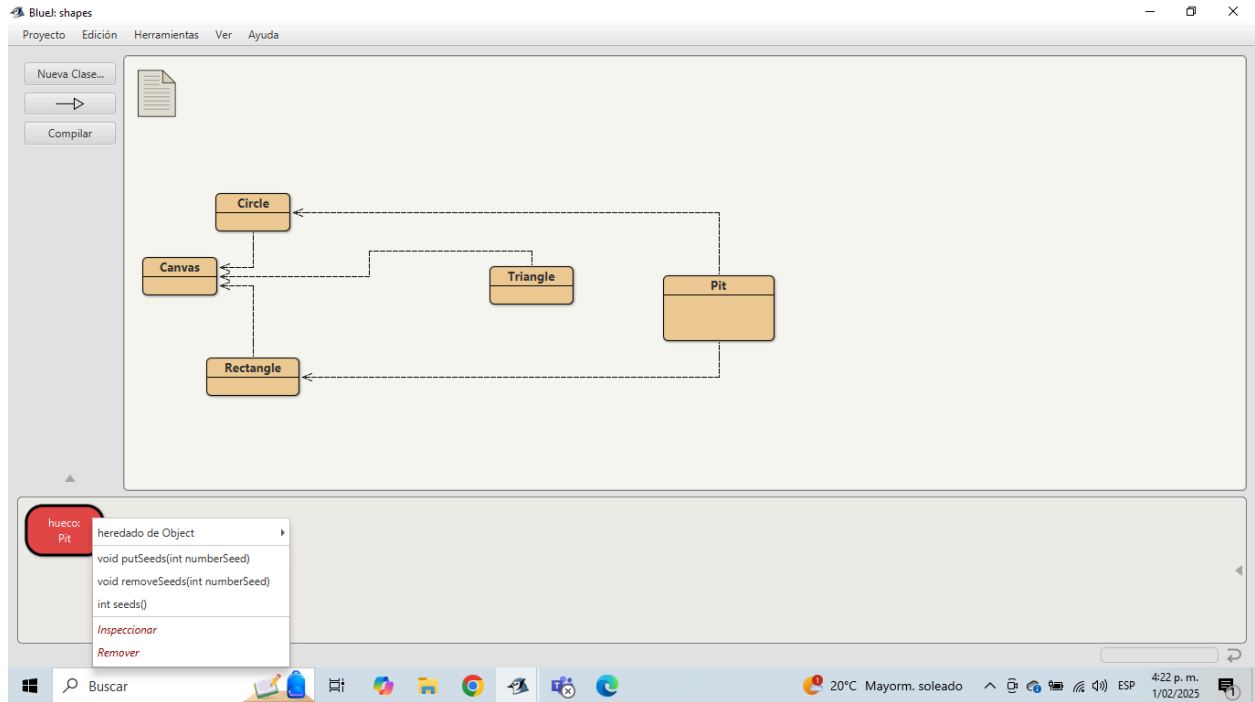 BlueJ: shapes
Proyecto Edición Herramientas Ver Ayuda
Nueva Clase...
Compilar
Circle
Canvas
Triangle
Pit
Rectangle
hueco:
Pit
heredado de Object
void putSeeds(int numberSeed)
void removeSeeds(int numberSeed)
int seeds()
Inspeccionar
Remover
Buscar
1
20°C Mayorm. soleado
ESP
4:22 p. m.
1/02/2025
1